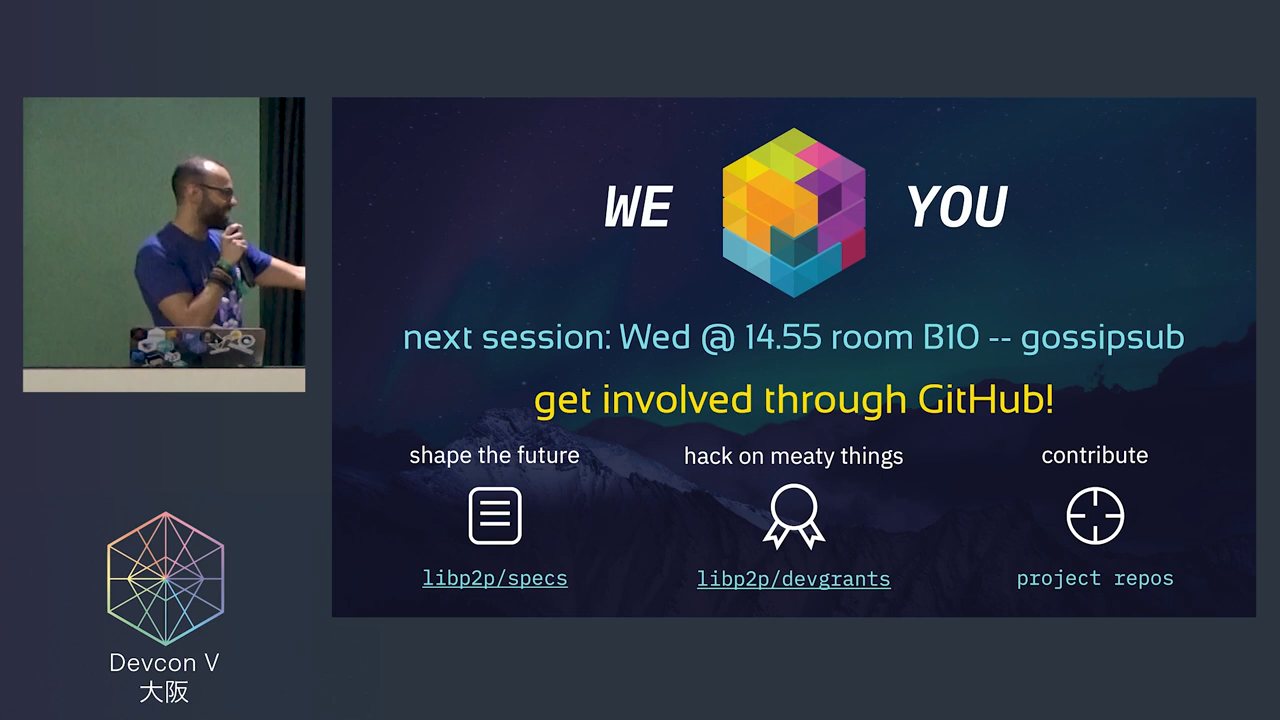 WE YOU
next session: Wed @ 14.55 room B10 -- gossipsub
get involved through GitHub!
shape the future
hack on meaty things
contribute
libp2p/specs
libp2p/devgrants
project repos
Devcon V
大阪